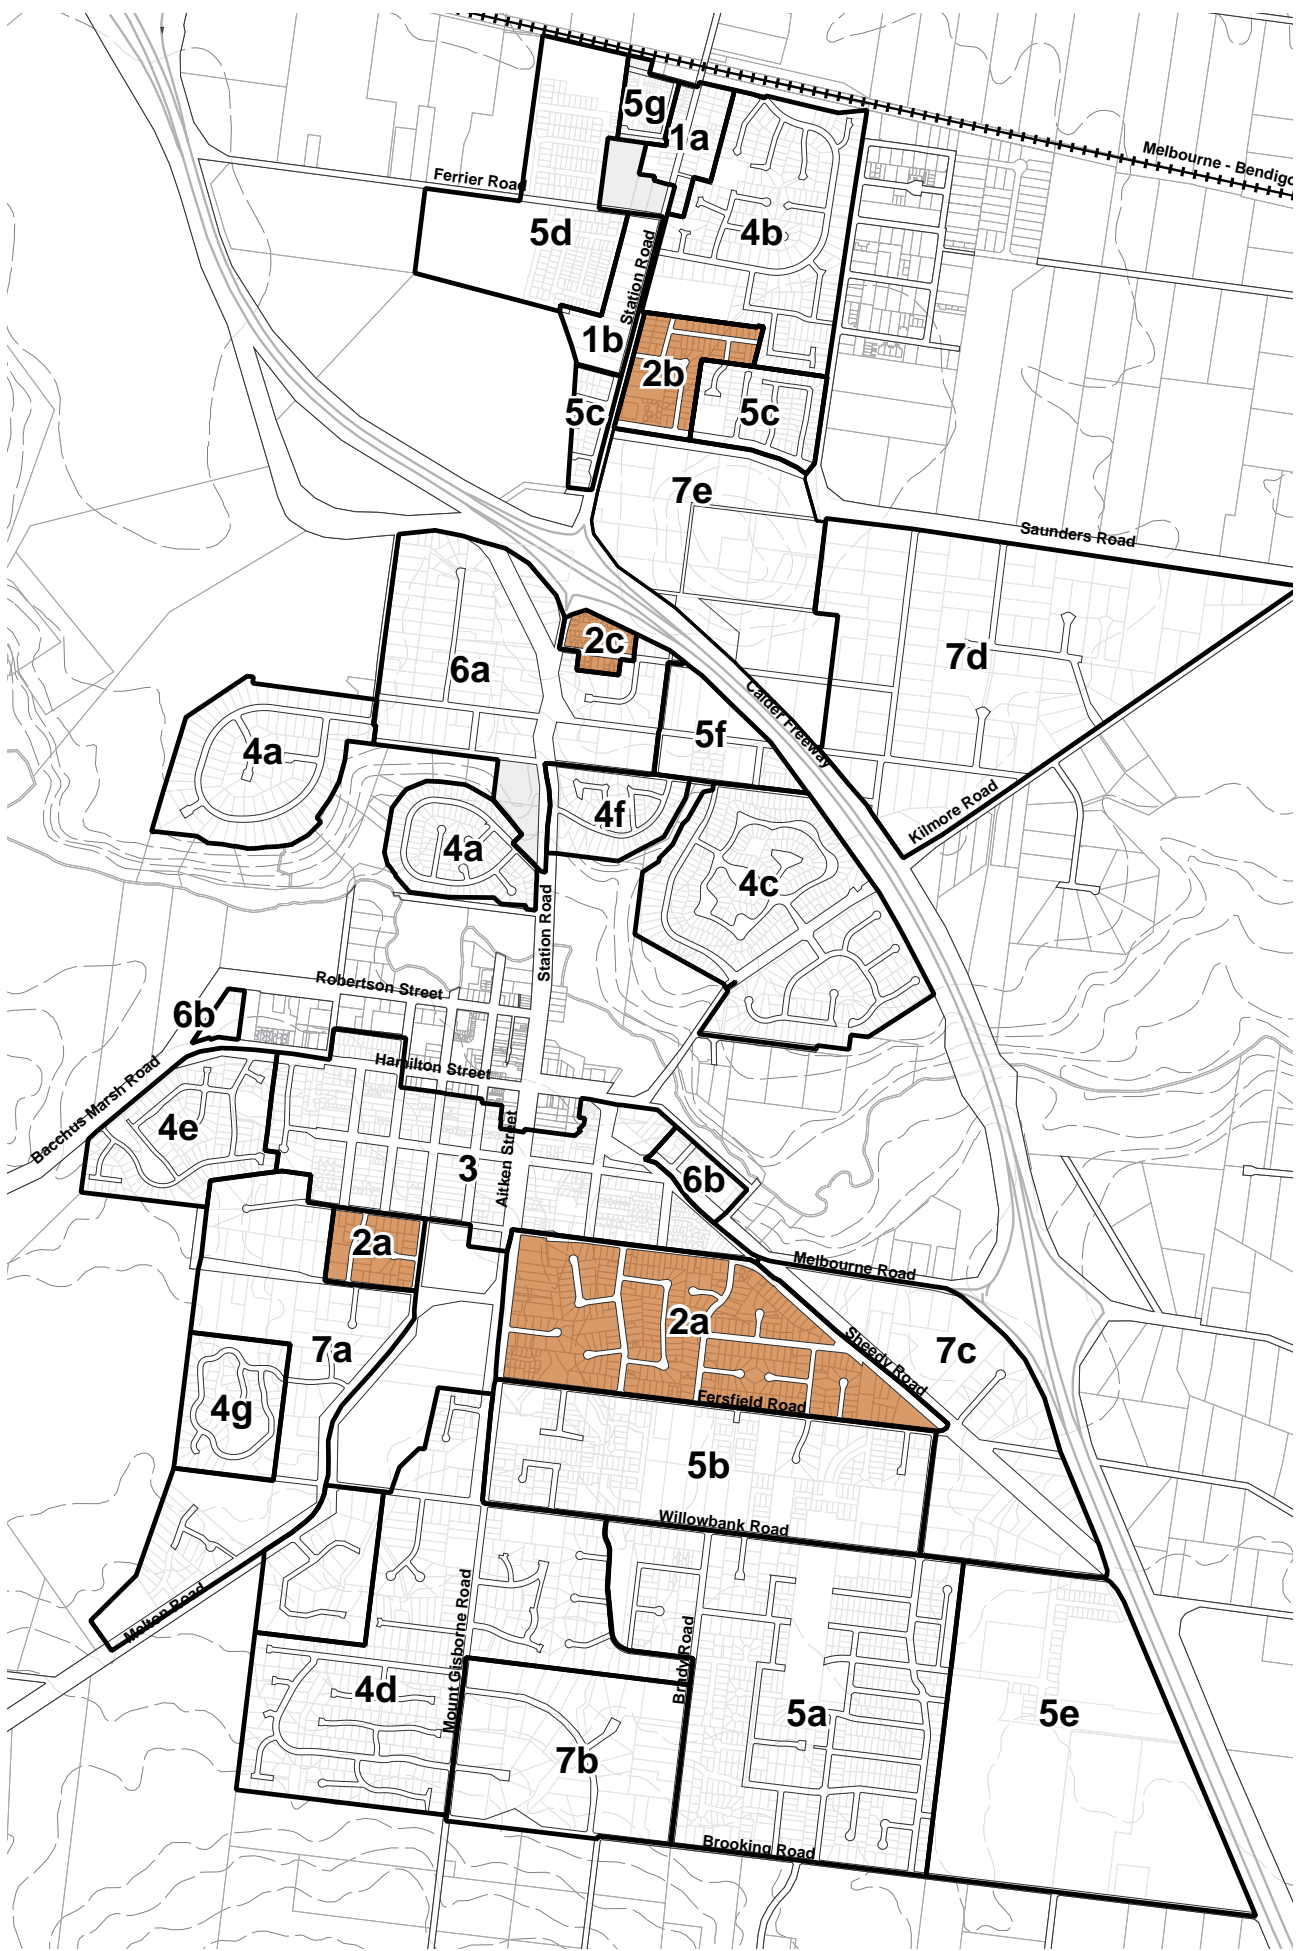 5g
1a
Melbourne - Bendigo
Ferrier Road
5d
4b
Station Road
1b
2b
5c
5c
7e
Saunders Road
2c
6a
7d
Calder Freeway
5f
4a
4f
Kilmore Road
4a
4c
Station Road
Robertson Street
6b
Hamilton Street
Bacchus Marsh Road
4e
Aitken Street
3
6b
2a
Melbourne Road
2a
Sheedy Road
7c
7a
4g
Fersfield Road
5b
Willowbank Road
Melton Road
Mount Gisborne Road
Brady Road
4d
5a
5e
7b
Brooking Road